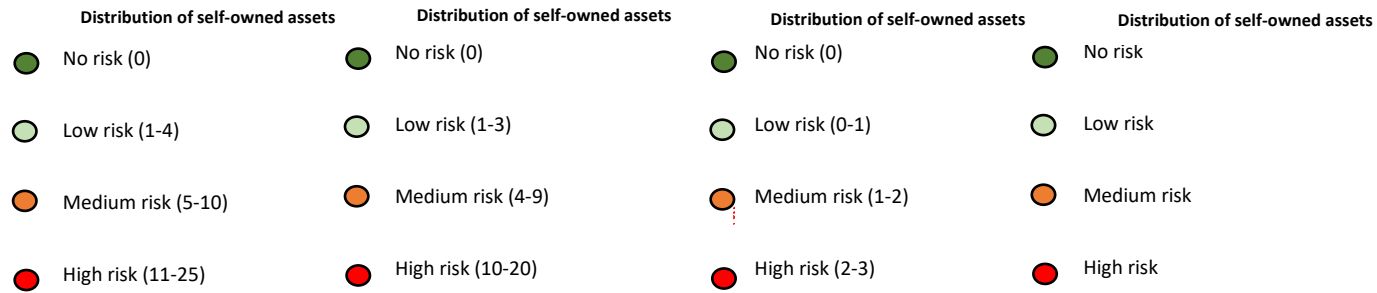 Distribution of self-owned assets
No risk (0)
Low risk (1-4)
Medium risk (5-10)
High risk (11-25)
Distribution of self-owned assets
No risk (0)
Low risk (1-3)
Medium risk (4-9)
High risk (10-20)
Distribution of self-owned assets
No risk (0)
Low risk (0-1)
Medium risk (1-2)
High risk (2-3)
Distribution of self-owned assets
No risk
Low risk
Medium risk
High risk